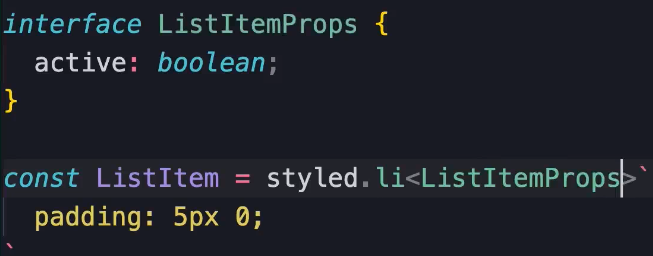 interface ListItemProps {
  active: boolean;
}

const ListItem = styled.li<ListItemProps>`
  padding: 5px 0;
`